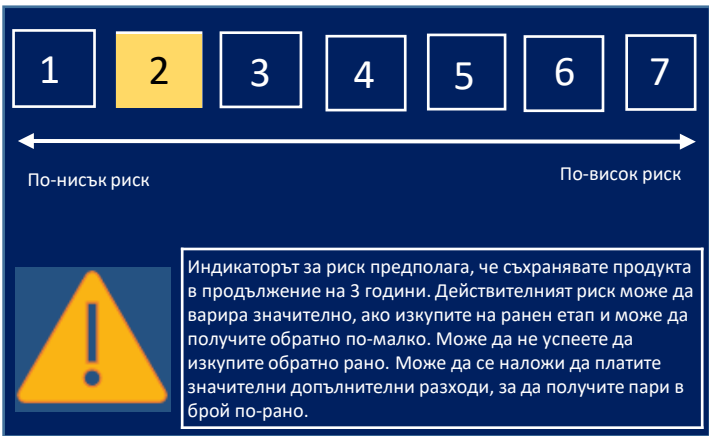 1 2 3 4 5 6 7
По-нисък риск
По-висок риск
Индикаторът за риск предполага, че съхранявате продукта
в продължение на 3 години. Действителният риск може да
варира значително, ако изкупите на ранен етап и може да
получите обратно по-малко. Може да не успеете да
изкупите обратно рано. Може да се наложи да платите
значителни допълнителни разходи, за да получите пари в
брой по-рано.